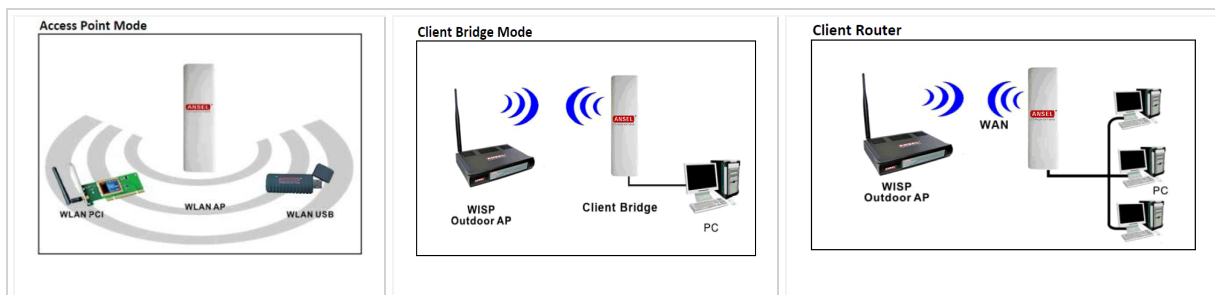 Access Point Mode
ANSEL
WLAN PCI
WLAN AP
WLAN USB
Client Bridge Mode
ANSEL
WISP
Outdoor AP
Client Bridge
PC
Client Router
ANSEL
WAN
WISP
Outdoor AP
PC